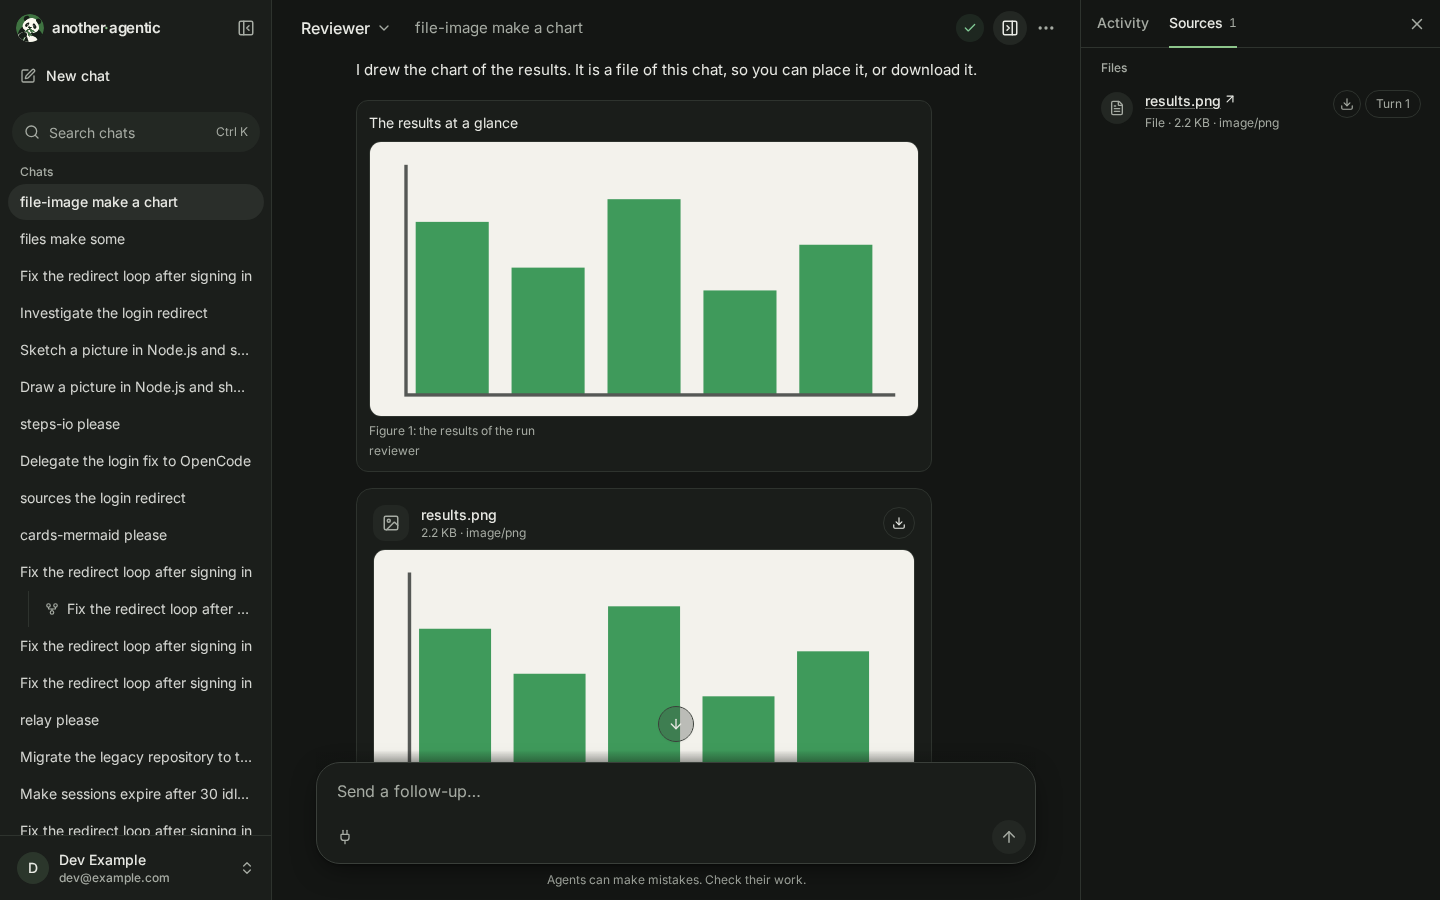 another·agentic
New chat
Search chats
Ctrl K
Chats
file-image make a chart
files make some
Fix the redirect loop after signing in
Investigate the login redirect
Sketch a picture in Node.js and s...
Draw a picture in Node.js and sh...
steps-io please
Delegate the login fix to OpenCode
sources the login redirect
cards-mermaid please
Fix the redirect loop after signing in
Fix the redirect loop after ...
Fix the redirect loop after signing in
Fix the redirect loop after signing in
relay please
Migrate the legacy repository to t...
Make sessions expire after 30 idl...
Fix the redirect loop after signing in
D
Dev Example
dev@example.com
Reviewer
file-image make a chart
I drew the chart of the results. It is a file of this chat, so you can place it, or download it.
The results at a glance
Figure 1: the results of the run
reviewer
results.png
2.2 KB · image/png
Send a follow-up...
Agents can make mistakes. Check their work.
Activity
Sources 1
Files
results.png
File · 2.2 KB · image/png
Turn 1